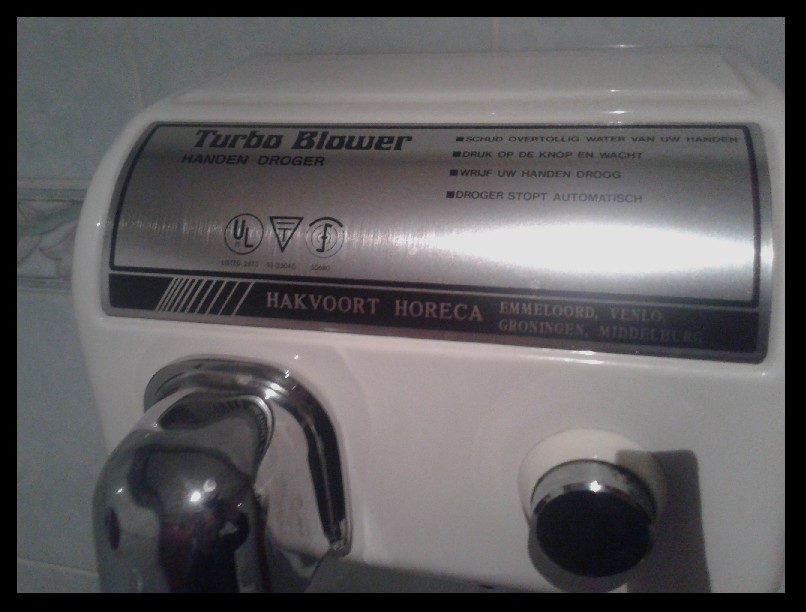 Turbo Blower
HANDEN DROGER
■SCHUD OVERTOLLIG WATER VAN UW HANDEN
■DRUK OP DE KNOP EN WACHT
■WRIJF UW HANDEN DROOG
■DROGER STOPT AUTOMATISCH
UL
HAKVOORT HORECA
EMMELOORD, VENLO,
GRONINGEN, MIDDELBURG